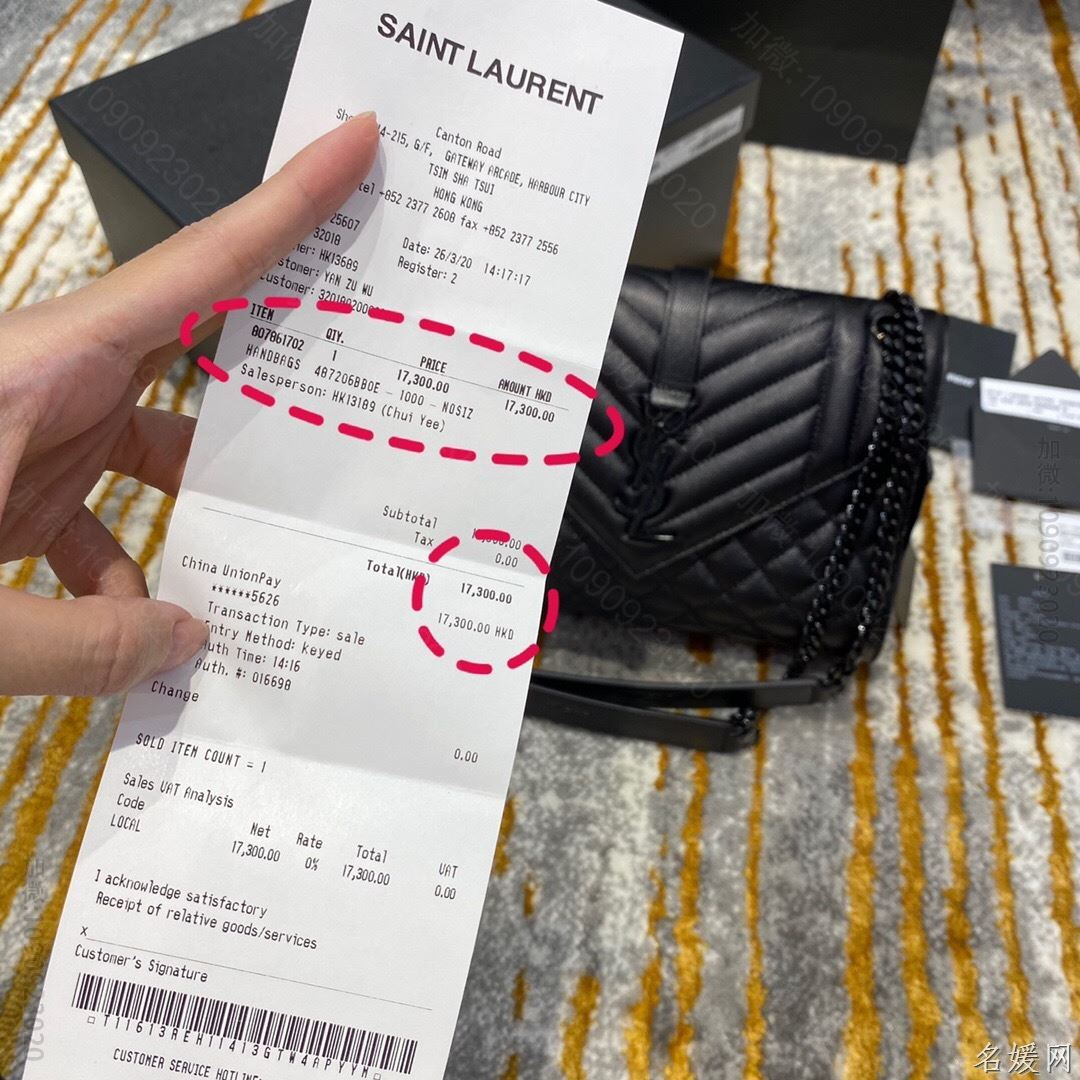 SAINT LAURENT
Canton Road
14-215, G/F, GATEWAY ARCADE, HARBOUR CITY
TSIM SHA TSUI
HONG KONG
tel +852 2377 2608 fax +852 2377 2556
25607
32018
Date: 26/3/20 14:17:17
HK13689
Register: 2
YAN ZU WU
ITEM QTY. PRICE AMOUNT HKD
807861702 1 17,300.00 17,300.00
HANDBAGS 487206BB0E - 1000 - NOSIZ
Salesperson: HK13189 (Chui Yee)
Subtotal
Tax 0.00
Total(HKD) 17,300.00
China UnionPay 17,300.00 HKD
******5626
Transaction Type: sale
Entry Method: keyed
Auth Time: 14:16
Auth. #: 016698
Change 0.00
SOLD ITEM COUNT = 1
Sales VAT Analysis
Code Net Rate Total VAT
LOCAL 17,300.00 0% 17,300.00 0.00
I acknowledge satisfactory
Receipt of relative goods/services
x
Customer's Signature
T11613REH11413GTW4APYYM
CUSTOMER SERVICE HOTLINE:
加微:1090923020
名媛网